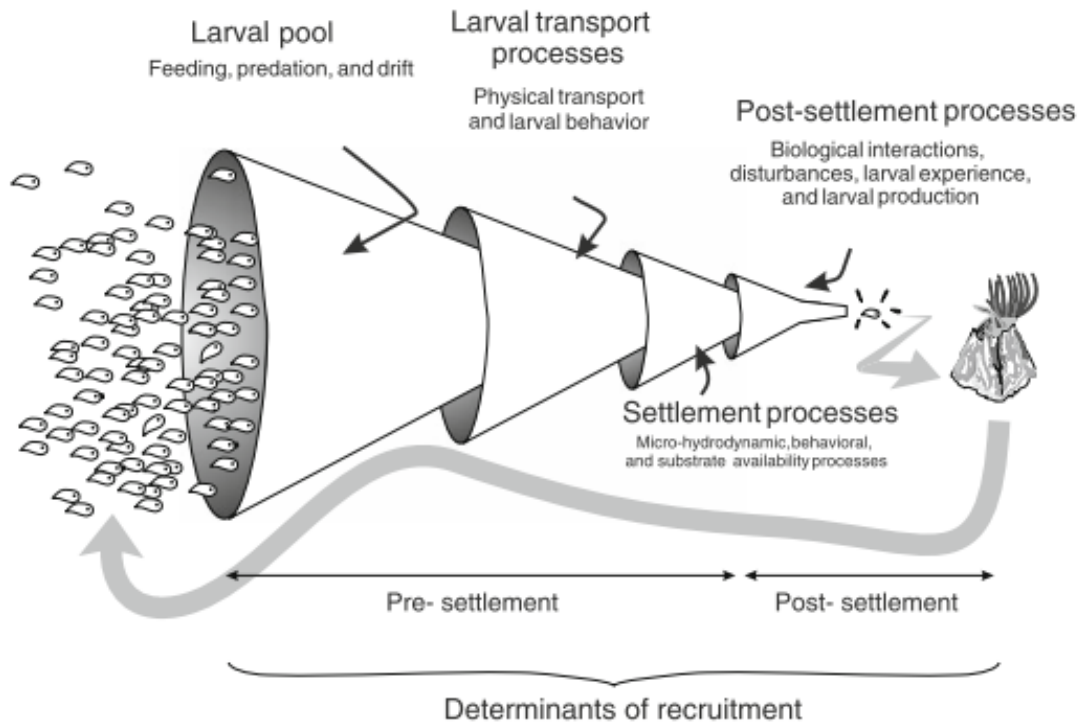 Larval pool
Feeding, predation, and drift
Larval transport
processes
Physical transport
and larval behavior
Post-settlement processes
Biological interactions,
disturbances, larval experience,
and larval production
Settlement processes
Micro-hydrodynamic, behavioral,
and substrate availability processes
Pre- settlement
Post- settlement
Determinants of recruitment